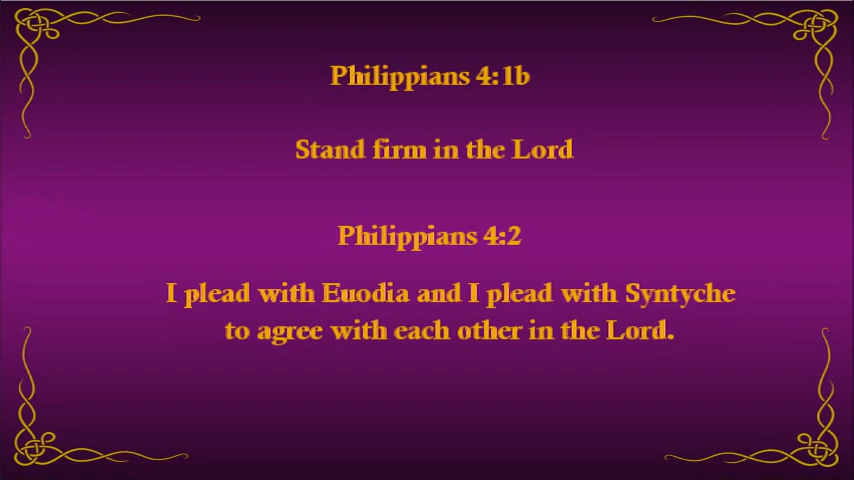 Philippians 4:1b
Stand firm in the Lord
Philippians 4:2
I plead with Euodia and I plead with Syntyche
to agree with each other in the Lord.